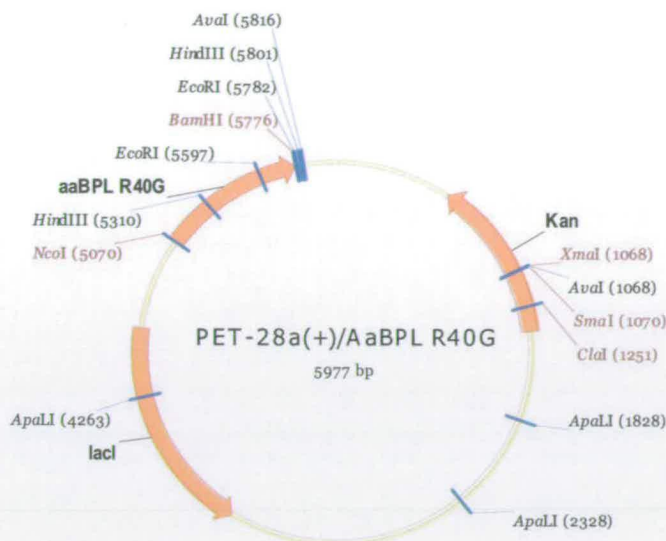 AvaI (5816)
HindIII (5801)
EcoRI (5782)
BamHI (5776)
EcoRI (5597)
aaBPL R40G
HindIII (5310)
NcoI (5070)
Kan
XmaI (1068)
AvaI (1068)
SmaI (1070)
ClaI (1251)
PET-28a(+)/AaBPL R40G
5977 bp
ApaLI (4263)
lacI
ApaLI (1828)
ApaLI (2328)